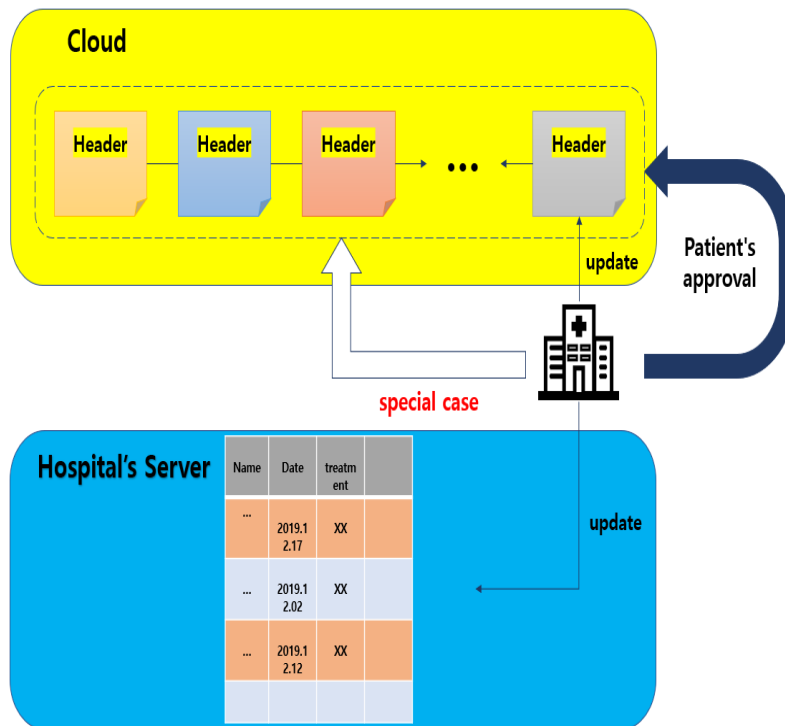 Cloud
Header Header Header ... Header
update
Patient's
approval
special case
Hospital's Server
Name Date treatm
ent
...
2019.1
2.17
XX
... 2019.1
2.02
XX
... 2019.1
2.12
XX
update